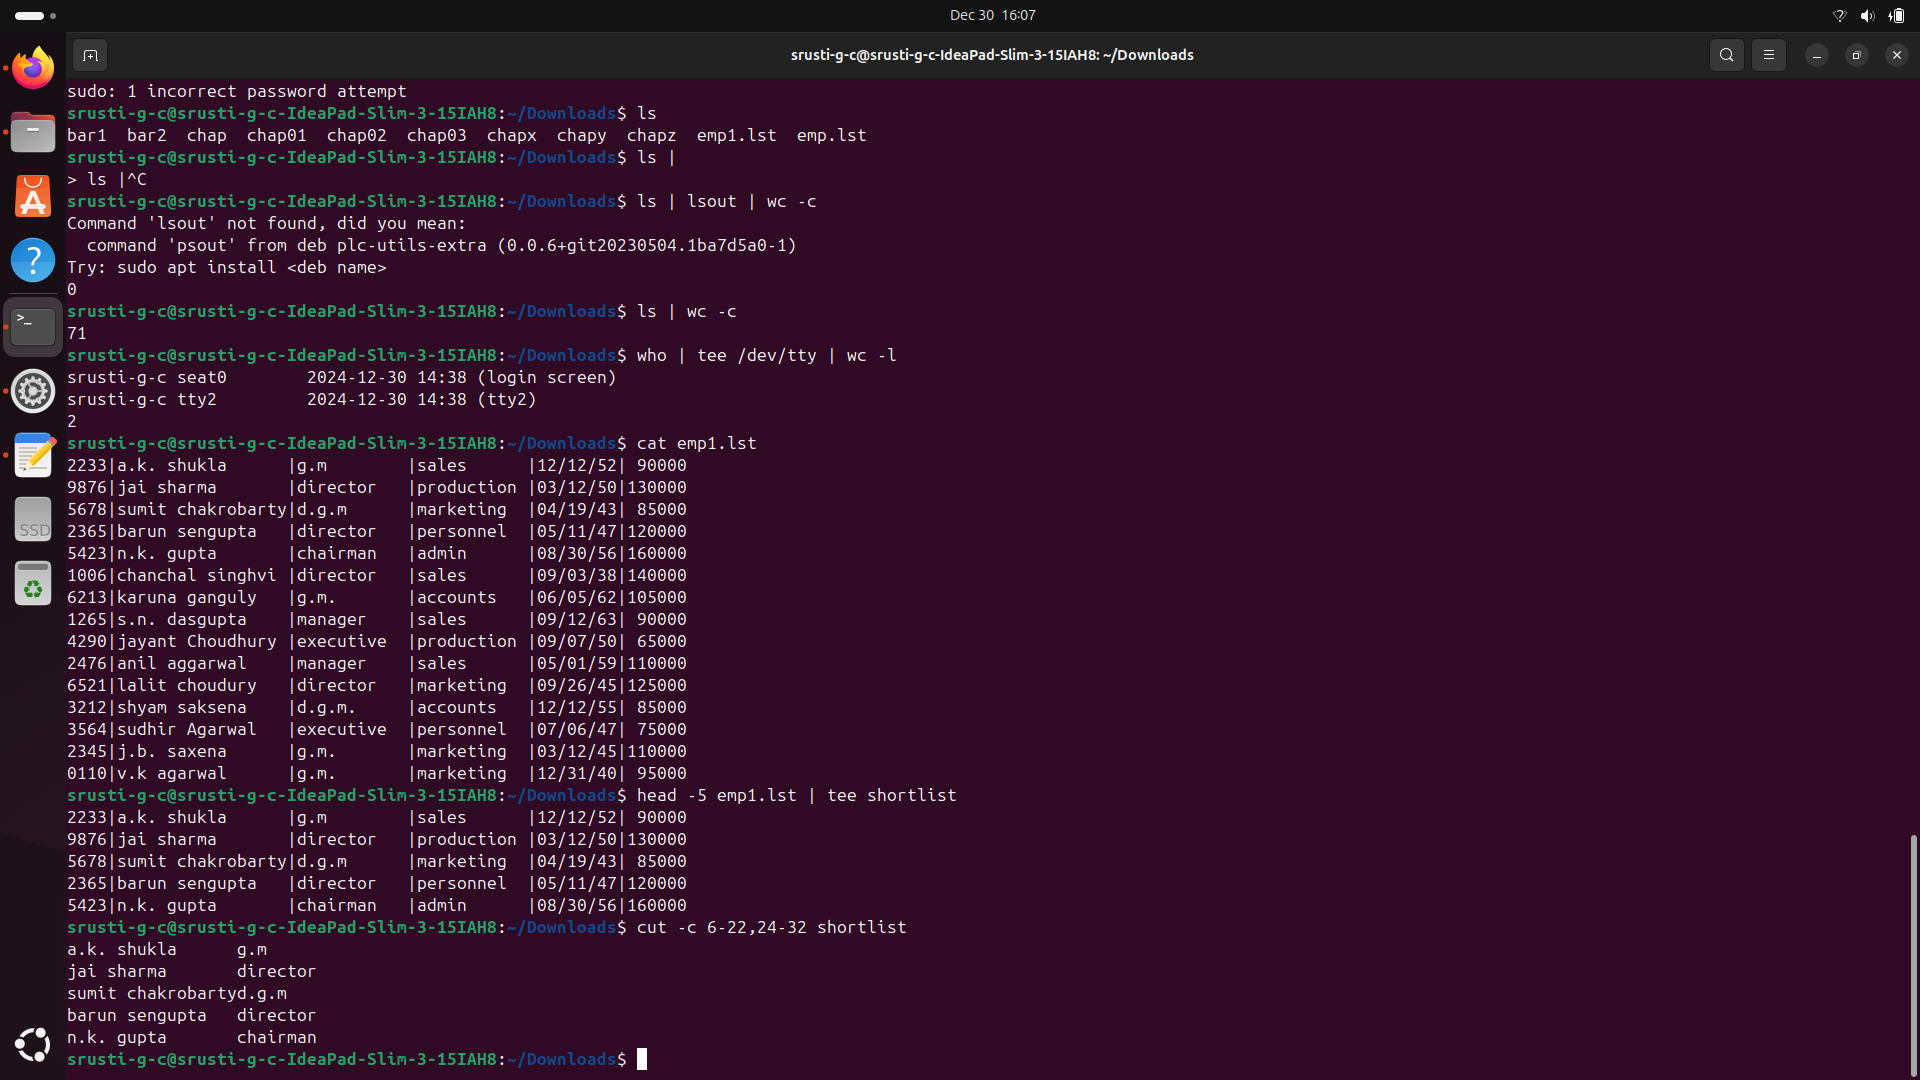 Dec 30  16:07
srusti-g-c@srusti-g-c-IdeaPad-Slim-3-15IAH8: ~/Downloads
sudo: 1 incorrect password attempt
srusti-g-c@srusti-g-c-IdeaPad-Slim-3-15IAH8:~/Downloads$ ls
bar1  bar2  chap  chap01  chap02  chap03  chapx  chapy  chapz  emp1.lst  emp.lst
srusti-g-c@srusti-g-c-IdeaPad-Slim-3-15IAH8:~/Downloads$ ls |
> ls |^C
srusti-g-c@srusti-g-c-IdeaPad-Slim-3-15IAH8:~/Downloads$ ls | lsout | wc -c
Command 'lsout' not found, did you mean:
  command 'psout' from deb plc-utils-extra (0.0.6+git20230504.1ba7d5a0-1)
Try: sudo apt install <deb name>
0
srusti-g-c@srusti-g-c-IdeaPad-Slim-3-15IAH8:~/Downloads$ ls | wc -c
71
srusti-g-c@srusti-g-c-IdeaPad-Slim-3-15IAH8:~/Downloads$ who | tee /dev/tty | wc -l
srusti-g-c seat0        2024-12-30 14:38 (login screen)
srusti-g-c tty2         2024-12-30 14:38 (tty2)
2
srusti-g-c@srusti-g-c-IdeaPad-Slim-3-15IAH8:~/Downloads$ cat emp1.lst
2233|a.k. shukla      |g.m        |sales      |12/12/52| 90000
9876|jai sharma       |director   |production |03/12/50|130000
5678|sumit chakrobarty|d.g.m      |marketing  |04/19/43| 85000
2365|barun sengupta   |director   |personnel  |05/11/47|120000
5423|n.k. gupta       |chairman   |admin      |08/30/56|160000
1006|chanchal singhvi |director   |sales      |09/03/38|140000
6213|karuna ganguly   |g.m.       |accounts   |06/05/62|105000
1265|s.n. dasgupta    |manager    |sales      |09/12/63| 90000
4290|jayant Choudhury |executive  |production |09/07/50| 65000
2476|anil aggarwal    |manager    |sales      |05/01/59|110000
6521|lalit choudury   |director   |marketing  |09/26/45|125000
3212|shyam saksena    |d.g.m.     |accounts   |12/12/55| 85000
3564|sudhir Agarwal   |executive  |personnel  |07/06/47| 75000
2345|j.b. saxena      |g.m.       |marketing  |03/12/45|110000
0110|v.k agarwal      |g.m.       |marketing  |12/31/40| 95000
srusti-g-c@srusti-g-c-IdeaPad-Slim-3-15IAH8:~/Downloads$ head -5 emp1.lst | tee shortlist
2233|a.k. shukla      |g.m        |sales      |12/12/52| 90000
9876|jai sharma       |director   |production |03/12/50|130000
5678|sumit chakrobarty|d.g.m      |marketing  |04/19/43| 85000
2365|barun sengupta   |director   |personnel  |05/11/47|120000
5423|n.k. gupta       |chairman   |admin      |08/30/56|160000
srusti-g-c@srusti-g-c-IdeaPad-Slim-3-15IAH8:~/Downloads$ cut -c 6-22,24-32 shortlist
a.k. shukla      g.m
jai sharma       director
sumit chakrobartyd.g.m
barun sengupta   director
n.k. gupta       chairman
srusti-g-c@srusti-g-c-IdeaPad-Slim-3-15IAH8:~/Downloads$
SSD